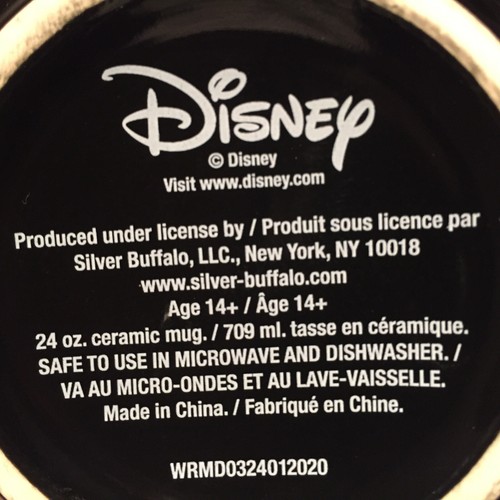 Disney
© Disney
Visit www.disney.com
Produced under license by / Produit sous licence par
Silver Buffalo, LLC., New York, NY 10018
www.silver-buffalo.com
Age 14+ / Âge 14+
24 oz. ceramic mug. / 709 ml. tasse en céramique.
SAFE TO USE IN MICROWAVE AND DISHWASHER. /
VA AU MICRO-ONDES ET AU LAVE-VAISSELLE.
Made in China. / Fabriqué en Chine.
WRMD0324012020